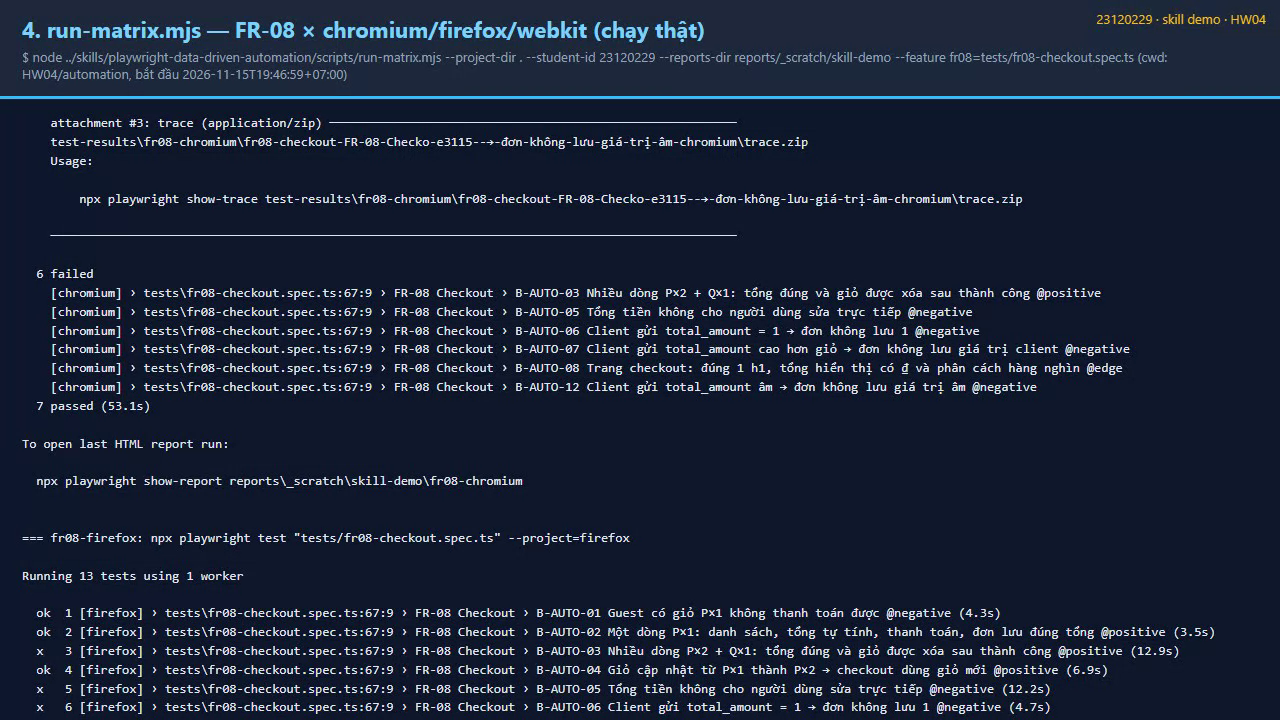 4. run-matrix.mjs — FR-08 × chromium/firefox/webkit (chạy thật)
23120229 · skill demo · HW04
$ node ../skills/playwright-data-driven-automation/scripts/run-matrix.mjs --project-dir . --student-id 23120229 --reports-dir reports/_scratch/skill-demo --feature fr08=tests/fr08-checkout.spec.ts (cwd:
HW04/automation, bắt đầu 2026-11-15T19:46:59+07:00)
attachment #3: trace (application/zip) ─────────────────────────────────────────────────────────
test-results\fr08-chromium\fr08-checkout-FR-08-Checko-e3115--→-đơn-không-lưu-giá-trị-âm-chromium\trace.zip
Usage:
npx playwright show-trace test-results\fr08-chromium\fr08-checkout-FR-08-Checko-e3115--→-đơn-không-lưu-giá-trị-âm-chromium\trace.zip
────────────────────────────────────────────────────────────────────────────────────────────────
6 failed
[chromium] › tests\fr08-checkout.spec.ts:67:9 › FR-08 Checkout › B-AUTO-03 Nhiều dòng P×2 + Q×1: tổng đúng và giỏ được xóa sau thành công @positive
[chromium] › tests\fr08-checkout.spec.ts:67:9 › FR-08 Checkout › B-AUTO-05 Tổng tiền không cho người dùng sửa trực tiếp @negative
[chromium] › tests\fr08-checkout.spec.ts:67:9 › FR-08 Checkout › B-AUTO-06 Client gửi total_amount = 1 → đơn không lưu 1 @negative
[chromium] › tests\fr08-checkout.spec.ts:67:9 › FR-08 Checkout › B-AUTO-07 Client gửi total_amount cao hơn giỏ → đơn không lưu giá trị client @negative
[chromium] › tests\fr08-checkout.spec.ts:67:9 › FR-08 Checkout › B-AUTO-08 Trang checkout: đúng 1 h1, tổng hiển thị có ₫ và phân cách hàng nghìn @edge
[chromium] › tests\fr08-checkout.spec.ts:67:9 › FR-08 Checkout › B-AUTO-12 Client gửi total_amount âm → đơn không lưu giá trị âm @negative
7 passed (53.1s)
To open last HTML report run:
npx playwright show-report reports\_scratch\skill-demo\fr08-chromium
=== fr08-firefox: npx playwright test "tests/fr08-checkout.spec.ts" --project=firefox
Running 13 tests using 1 worker
ok 1 [firefox] › tests\fr08-checkout.spec.ts:67:9 › FR-08 Checkout › B-AUTO-01 Guest có giỏ P×1 không thanh toán được @negative (4.3s)
ok 2 [firefox] › tests\fr08-checkout.spec.ts:67:9 › FR-08 Checkout › B-AUTO-02 Một dòng P×1: danh sách, tổng tự tính, thanh toán, đơn lưu đúng tổng @positive (3.5s)
x 3 [firefox] › tests\fr08-checkout.spec.ts:67:9 › FR-08 Checkout › B-AUTO-03 Nhiều dòng P×2 + Q×1: tổng đúng và giỏ được xóa sau thành công @positive (12.9s)
ok 4 [firefox] › tests\fr08-checkout.spec.ts:67:9 › FR-08 Checkout › B-AUTO-04 Giỏ cập nhật từ P×1 thành P×2 → checkout dùng giỏ mới @positive (6.9s)
x 5 [firefox] › tests\fr08-checkout.spec.ts:67:9 › FR-08 Checkout › B-AUTO-05 Tổng tiền không cho người dùng sửa trực tiếp @negative (12.2s)
x 6 [firefox] › tests\fr08-checkout.spec.ts:67:9 › FR-08 Checkout › B-AUTO-06 Client gửi total_amount = 1 → đơn không lưu 1 @negative (4.7s)